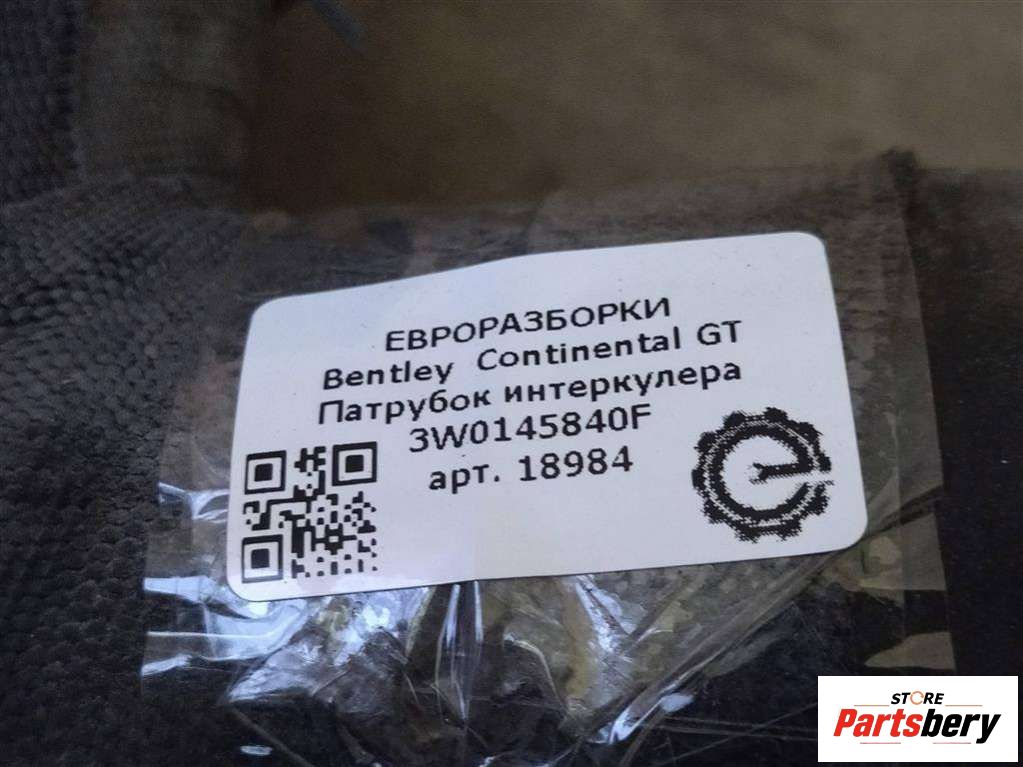 ЕВРОРАЗБОРКИ
Bentley Continental GT
Патрубок интеркулера
3W0145840F
арт. 18984
STORE
Partsbery